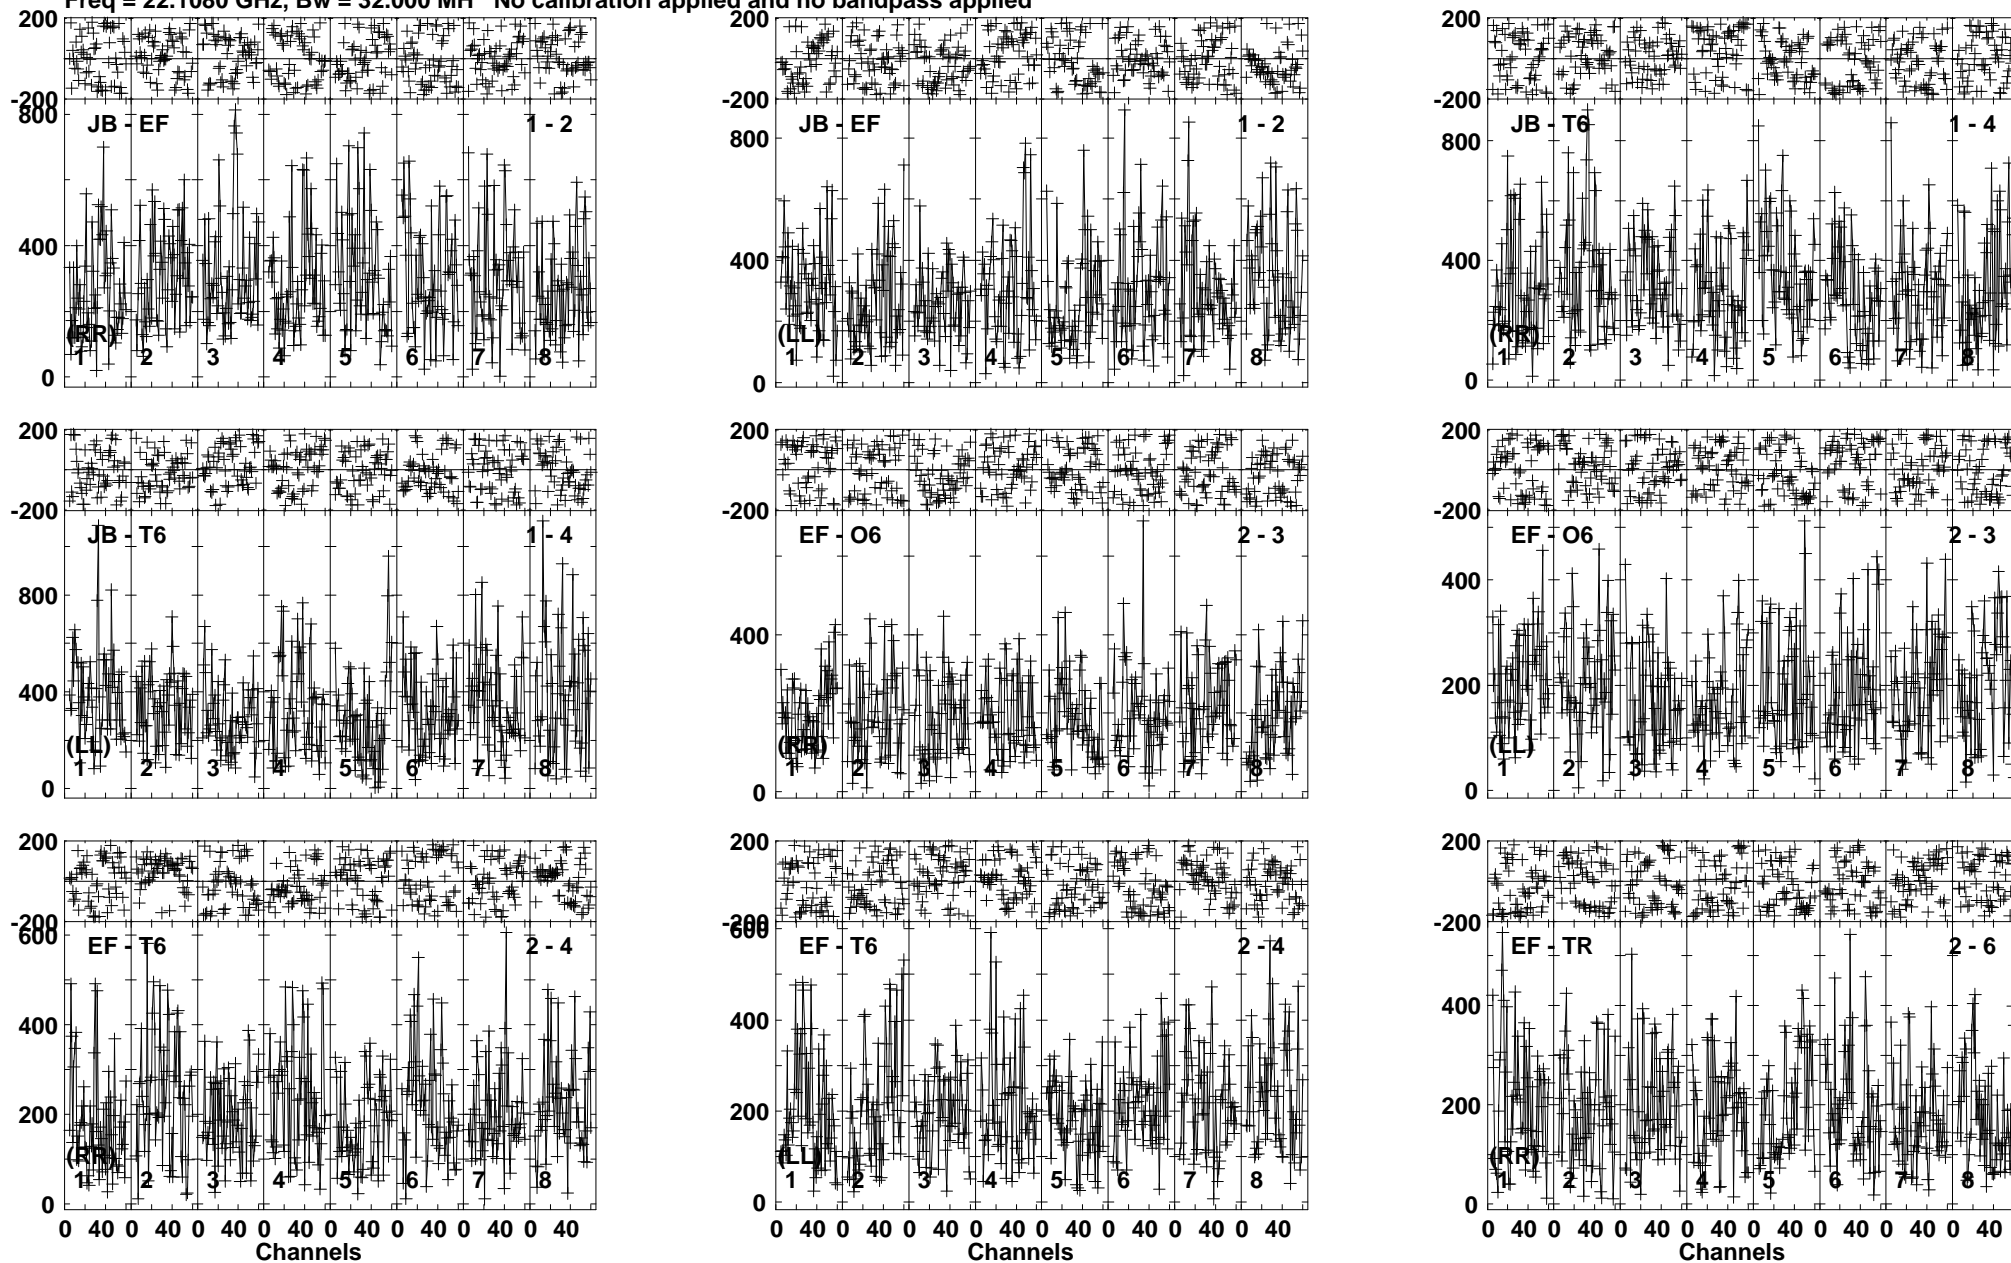 Freq = 22.1080 GHz, Bw = 32.000 MH No calibration applied and no bandpass applied
200 200 200
-200 -200 -200
800 JB - EF 1 - 2
400
(RR)
1 2 3 4 5 6 7 8
0
JB - EF 1 - 2
800
400
(LL)
1 2 3 4 5 6 7 8
0
JB - T6 1 - 4
800
400
(RR)
1 2 3 4 5 6 7 8
0
200 200 200
-200 -200 -200
JB - T6 1 - 4
800
400
(LL)
1 2 3 4 5 6 7 8
0
EF - O6 2 - 3
400
(RR)
1 2 3 4 5 6 7 8
0
EF - O6 2 - 3
400
200
(LL)
1 2 3 4 5 6 7 8
0
200 200 200
-200 -200 -200
600 EF - T6 2 - 4
400
200
(RR)
1 2 3 4 5 6 7 8
0
600 EF - T6 2 - 4
400
200
(LL)
1 2 3 4 5 6 7 8
0
EF - TR 2 - 6
400
200
(RR)
1 2 3 4 5 6 7 8
0
0 40 0 40 0 40 0 40 0 40 0 40 0 40 0 40
Channels
0 40 0 40 0 40 0 40 0 40 0 40 0 40 0 40
0 40 0 40 0 40 0 40 0 40 0 40 0 40 0 40
Channels